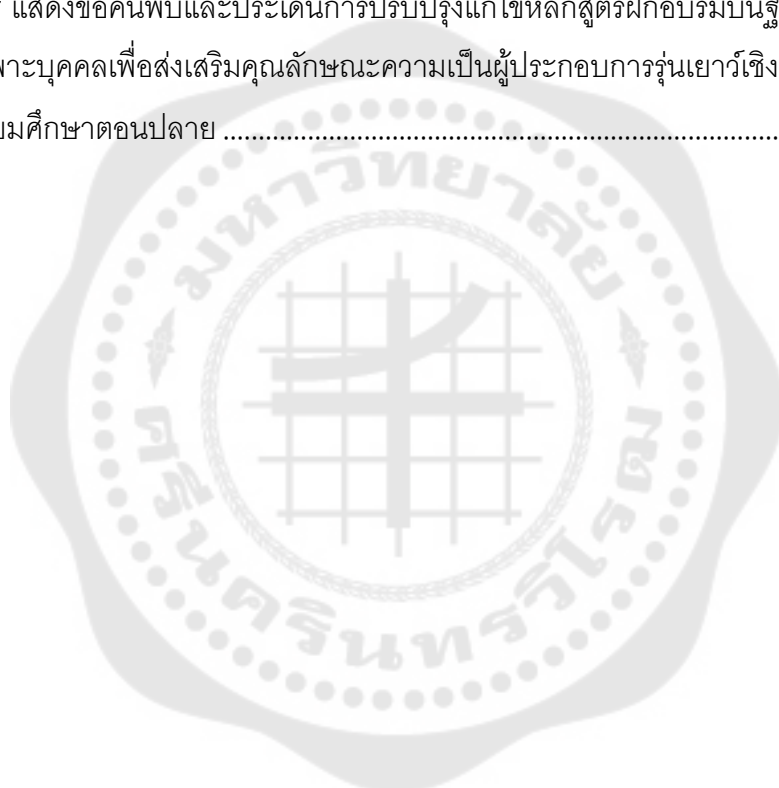 แสดงข้อค้นพบและประเด็นการปรับปรุงแก้ไขหลักสูตรฝึกอบรมบนฐ
พาะบุคคลเพื่อส่งเสริมคุณลักษณะความเป็นผู้ประกอบการรุ่นเยาว์เชิง
ยมศึกษาตอนปลาย ....................................................................
มหาวิทยาลัย
ศรีนครินทรวิโรฒ